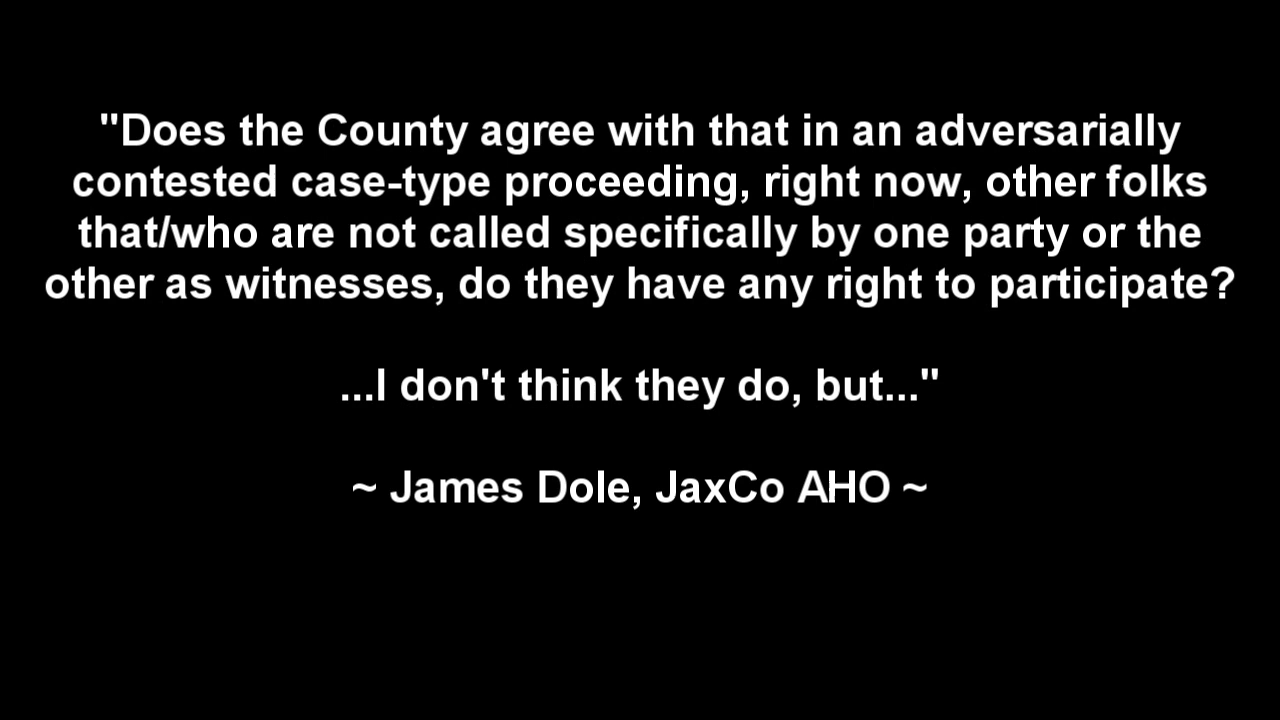 "Does the County agree with that in an adversarially
contested case-type proceeding, right now, other folks
that/who are not called specifically by one party or the
other as witnesses, do they have any right to participate?
...I don't think they do, but..."
~ James Dole, JaxCo AHO ~